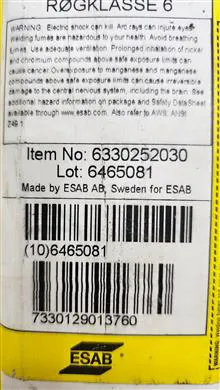 RØGKLASSE 6
WARNING: Electric shock can kill. Arc rays can injure eyes.
Welding fumes are hazardous to your health. Avoid breathing
fumes. Use adequate ventilation. Prolonged inhalation of nickel
and chromium compounds above safe exposure limits can
cause cancer. Overexposure to manganese and manganese
compounds above safe exposure limits can cause irreversible
damage to the central nervous system, including the brain. See
additional hazard information on package and Safety DataSheet
available through www.esab.com. Also refer to AWS: ANSI
Z49.1
Item No: 6330252030
Lot: 6465081
Made by ESAB AB, Sweden for ESAB
(10)6465081
7330129013760
ESAB